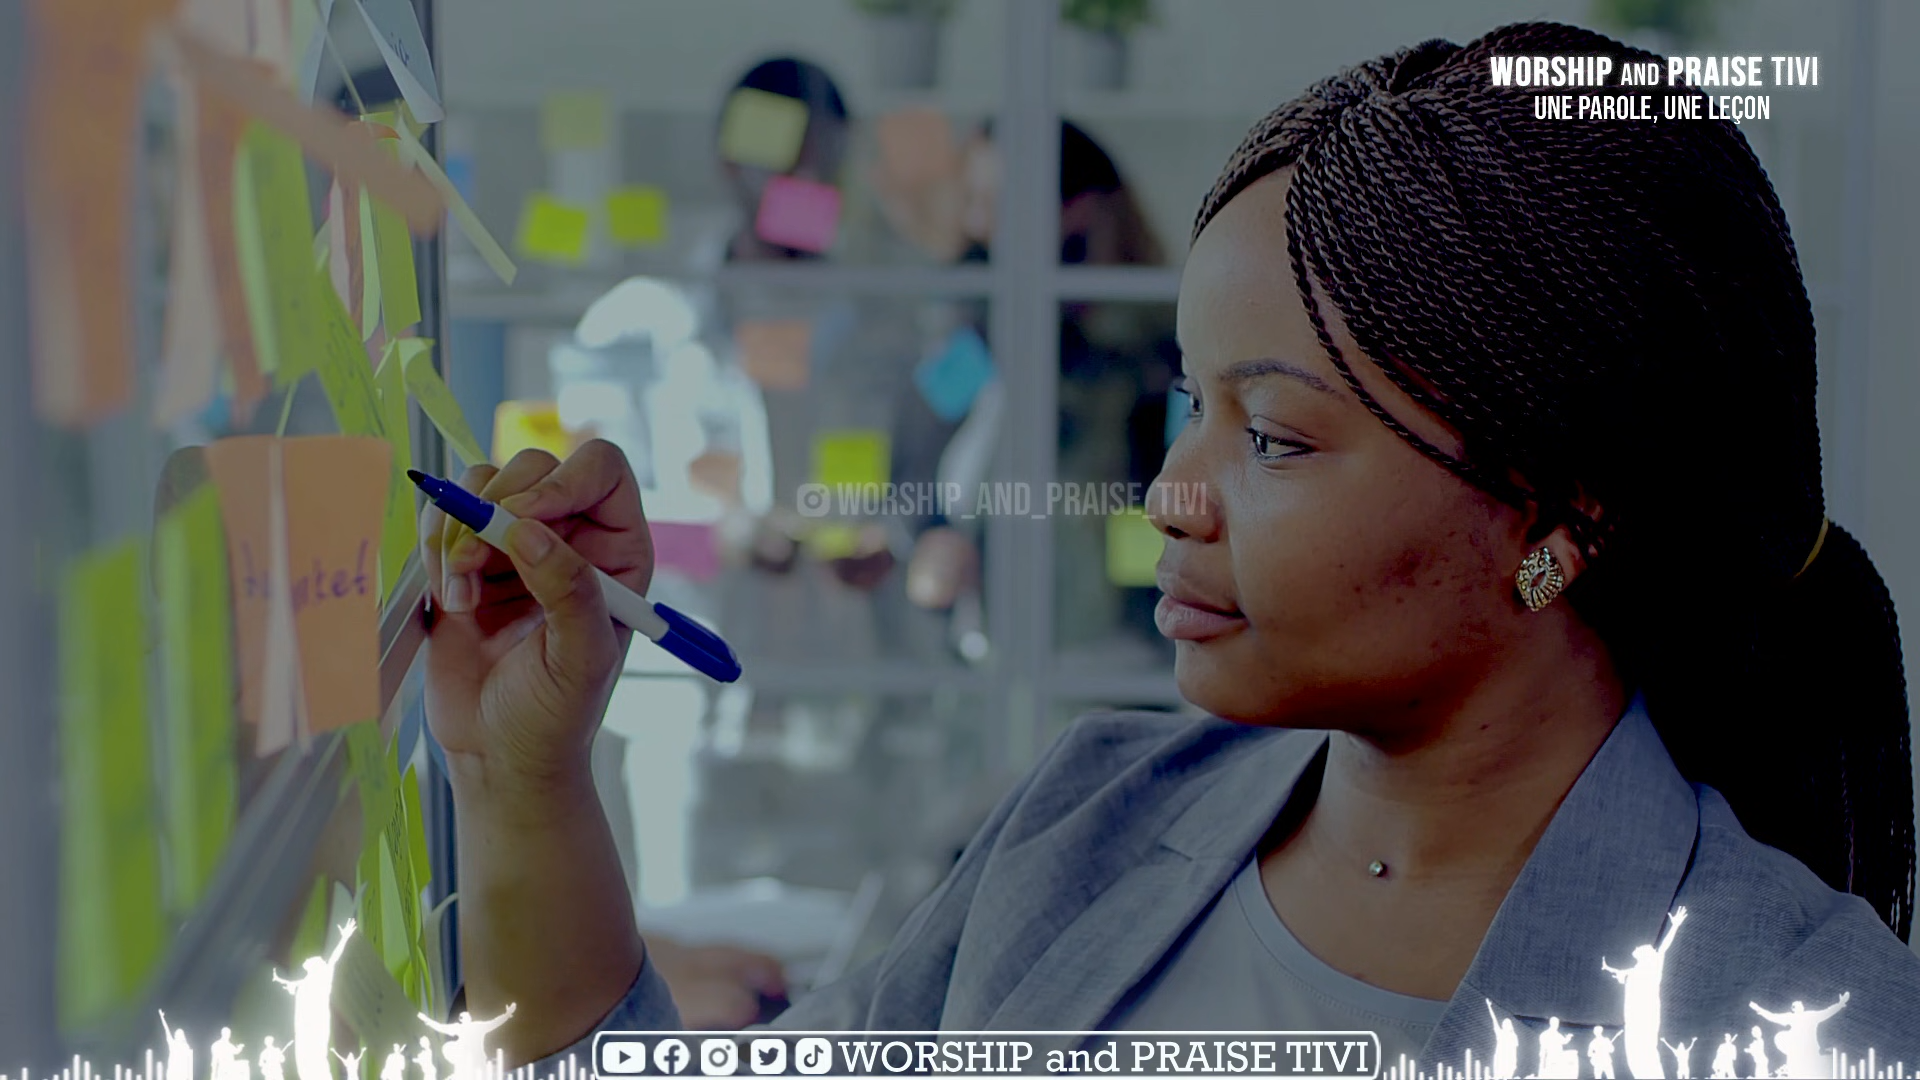 WORSHIP AND PRAISE TIVI
UNE PAROLE, UNE LEÇON
WORSHIP_AND_PRAISE_TIVI
WORSHIP and PRAISE TIVI